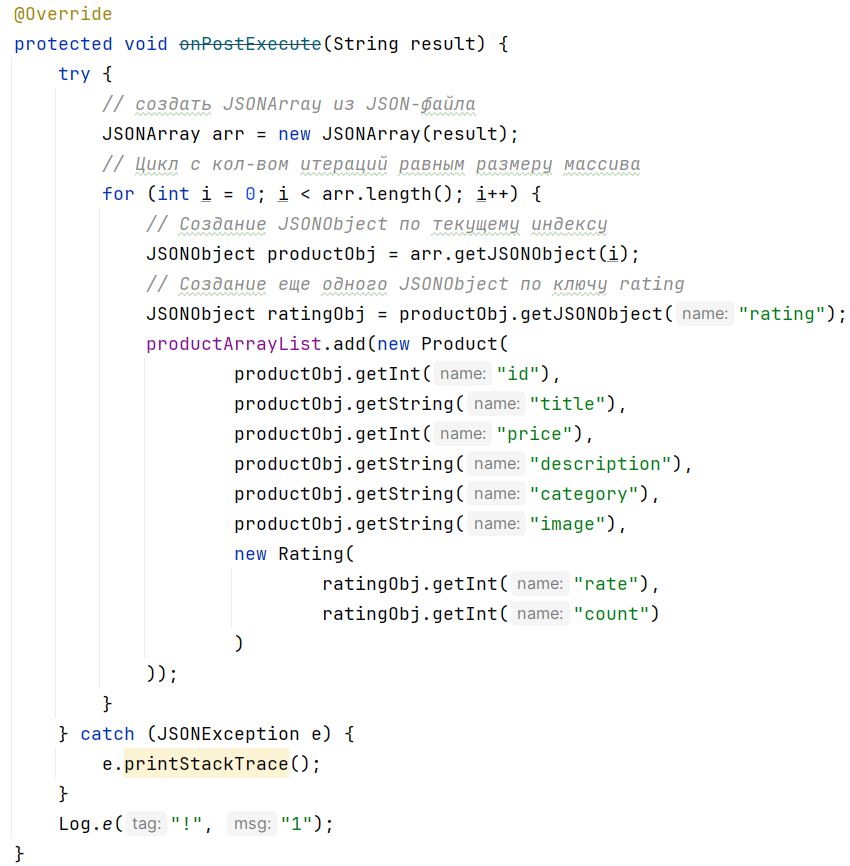 @Override
protected void onPostExecute(String result) {
    try {
        // создать JSONArray из JSON-файла
        JSONArray arr = new JSONArray(result);
        // Цикл с кол-вом итераций равным размеру массива
        for (int i = 0; i < arr.length(); i++) {
            // Создание JSONObject по текущему индексу
            JSONObject productObj = arr.getJSONObject(i);
            // Создание еще одного JSONObject по ключу rating
            JSONObject ratingObj = productObj.getJSONObject( name: "rating");
            productArrayList.add(new Product(
                    productObj.getInt( name: "id"),
                    productObj.getString( name: "title"),
                    productObj.getInt( name: "price"),
                    productObj.getString( name: "description"),
                    productObj.getString( name: "category"),
                    productObj.getString( name: "image"),
                    new Rating(
                            ratingObj.getInt( name: "rate"),
                            ratingObj.getInt( name: "count")
                    )
            ));
        }
    } catch (JSONException e) {
        e.printStackTrace();
    }
    Log.e( tag: "!", msg: "1");
}